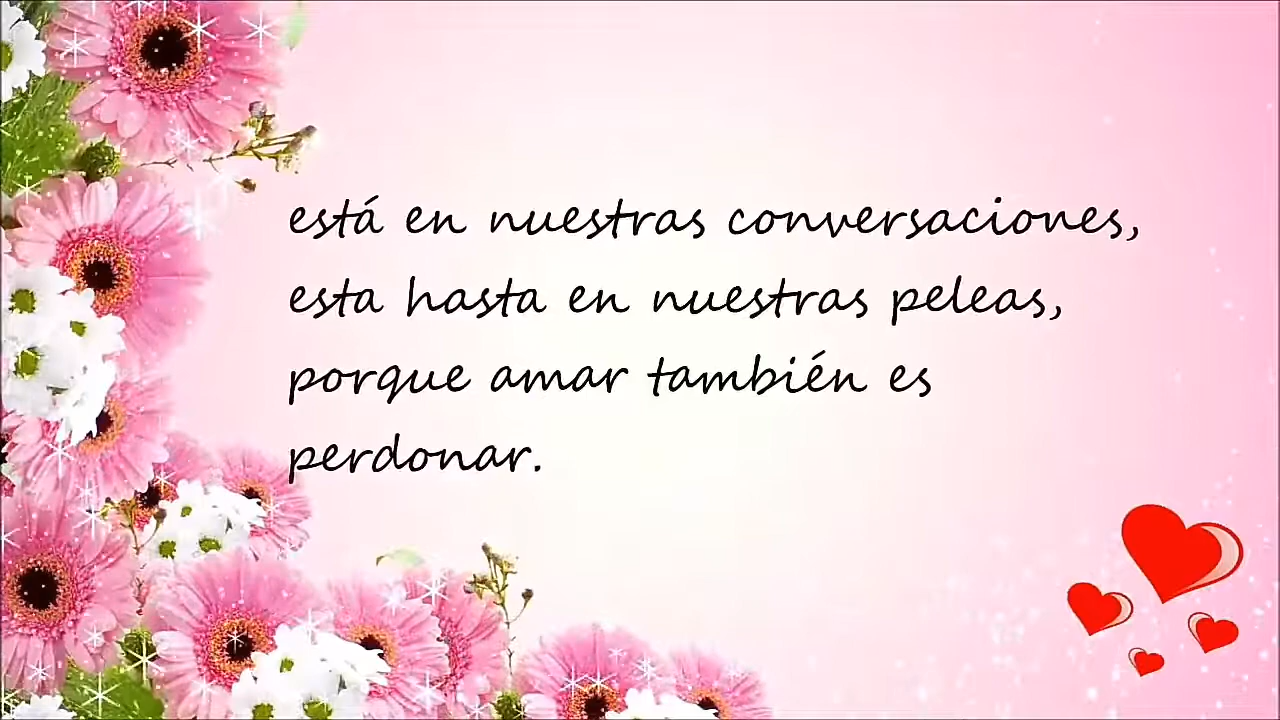 está en nuestras conversaciones,
esta hasta en nuestras peleas,
porque amar también es
perdonar.